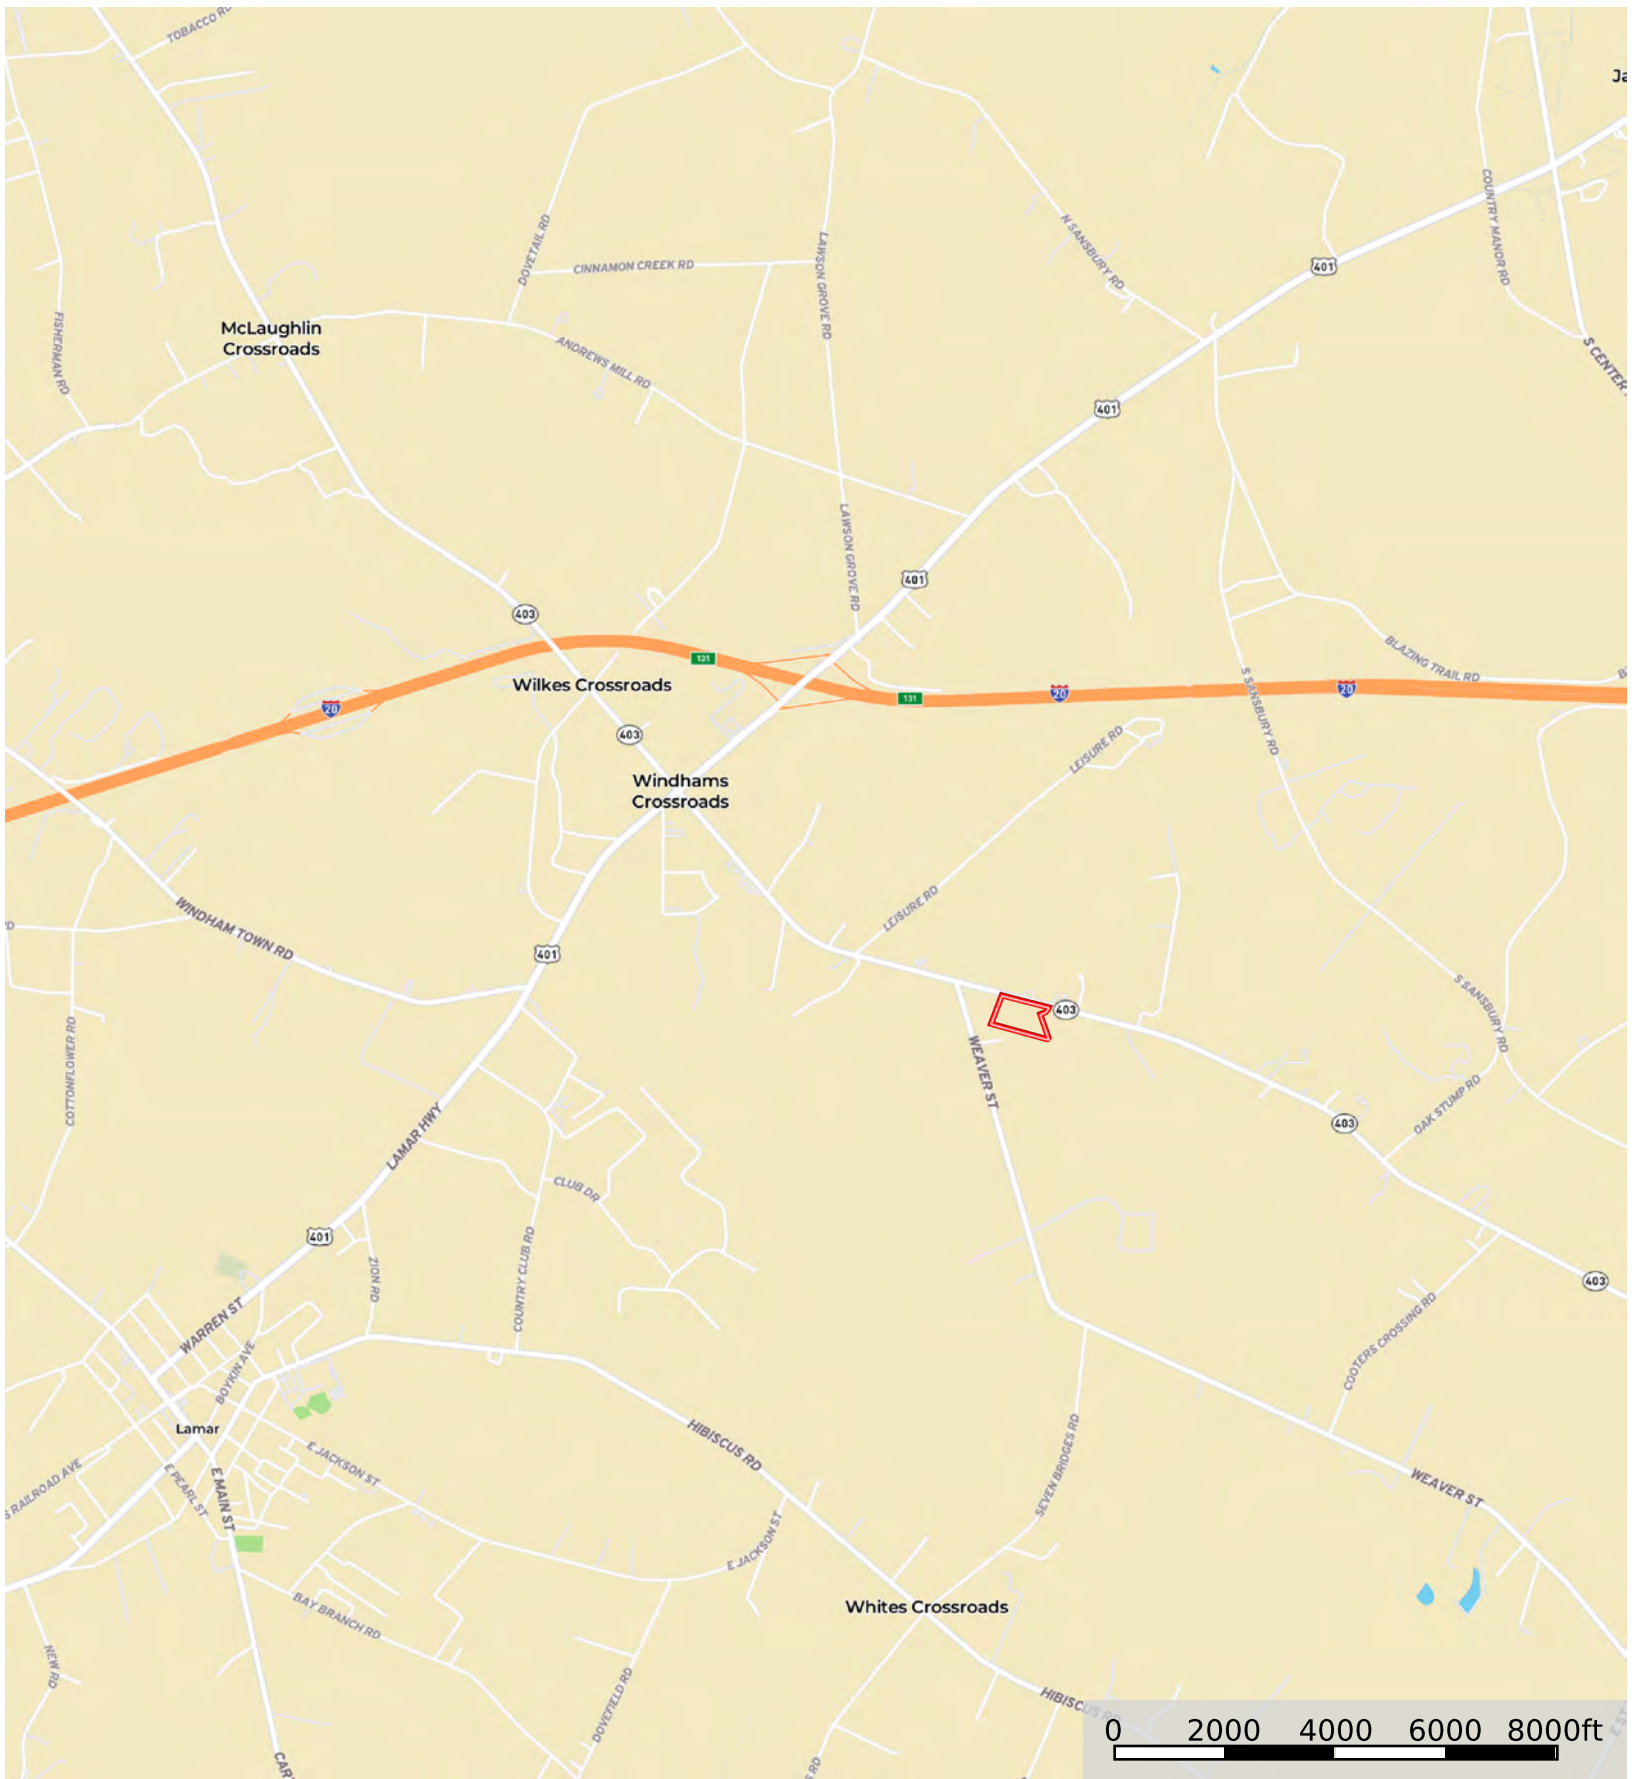 TOBACCO RD
COUNTRY MANOR RD
N SANSBURY RD
DOVETAIL RD
CINNAMON CREEK RD
LAWSON GROVE RD
401
McLaughlin
Crossroads
FISHERMAN RD
ANDREWS MILL RD
S CENTER
401
LAWSON GROVE RD
401
403
BLAZING TRAIL RD
131
Wilkes Crossroads
20
131
20
20
S SANSBURY RD
403
LEISURE RD
Windhams
Crossroads
LEISURE RD
WINDHAM TOWN RD
401
S SANSBURY RD
403
COTTONFLOWER RD
WEAVER ST
OAK STUMP RD
403
LAMAR HWY
CLUB DR
401
ZION RD
COUNTRY CLUB RD
403
WARREN ST
BOYKIN AVE
COOTERS CROSSING RD
Lamar
HIBISCUS RD
E JACKSON ST
SEVEN BRIDGES RD
S RAILROAD AVE
E PEARL ST
E MAIN ST
WEAVER ST
E JACKSON ST
BAY BRANCH RD
Whites Crossroads
NEW RD
DOVEFIELD RD
HIBISCUS RD
0 2000 4000 6000 8000ft